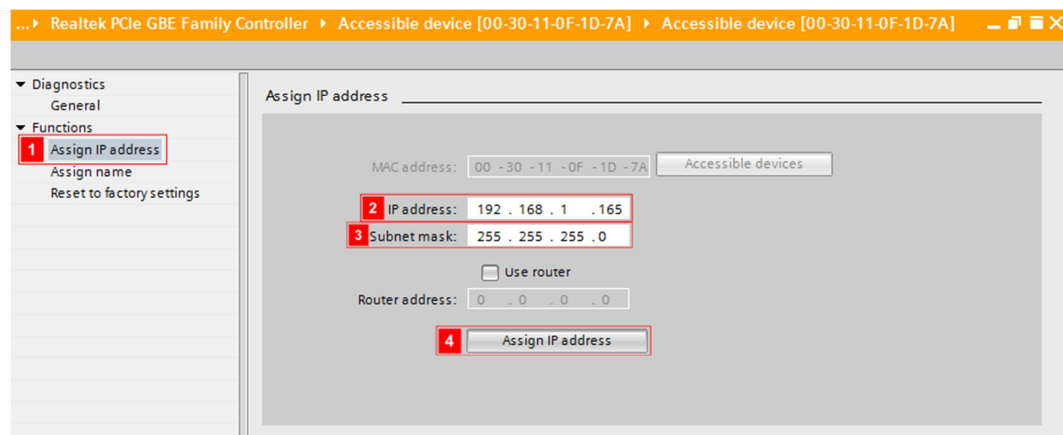 ...▸ Realtek PCIe GBE Family Controller ▸ Accessible device [00-30-11-0F-1D-7A] ▸ Accessible device [00-30-11-0F-1D-7A]
Diagnostics
General
Functions
1 Assign IP address
Assign name
Reset to factory settings
Assign IP address
MAC address: 00 -30 -11 -0F -1D -7A Accessible devices
2 IP address: 192 . 168 . 1 .165
3 Subnet mask: 255 . 255 . 255 .0
Use router
Router address: 0 .0 .0 .0
4 Assign IP address